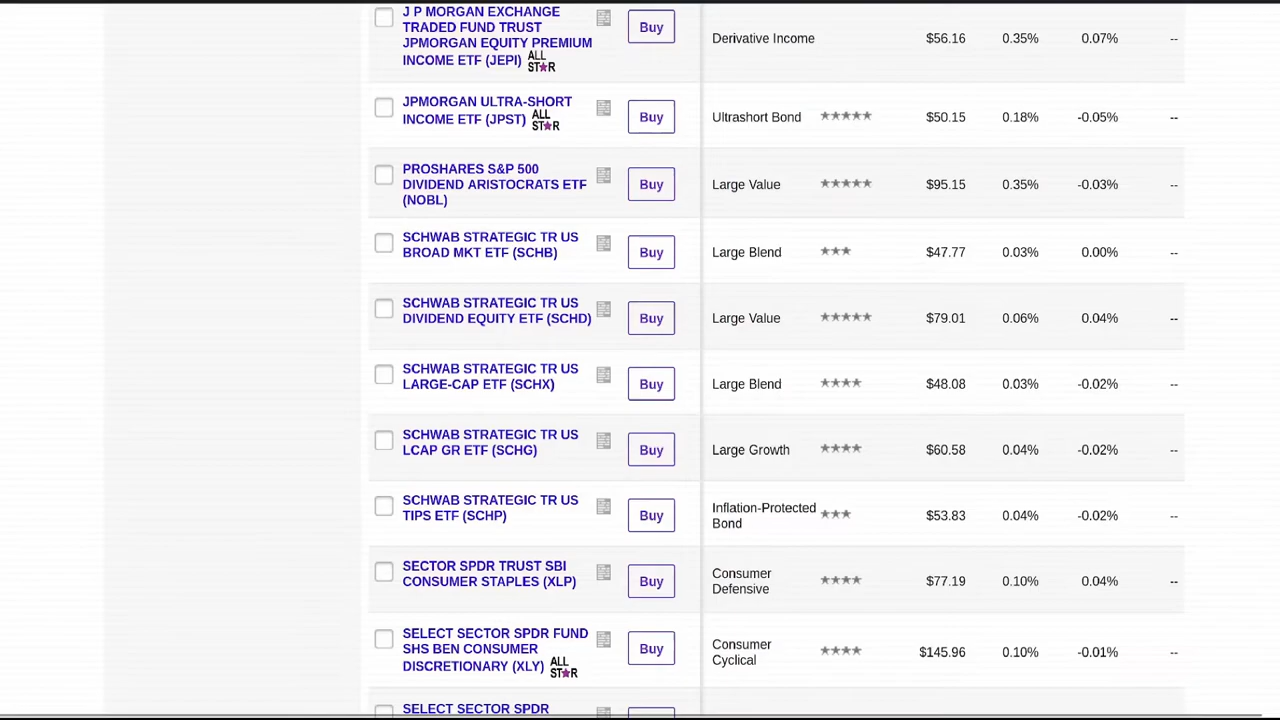 J P MORGAN EXCHANGE
TRADED FUND TRUST
JPMORGAN EQUITY PREMIUM
INCOME ETF (JEPI) ALL STAR
Buy
Derivative Income
$56.16 0.35% 0.07% --
JPMORGAN ULTRA-SHORT
INCOME ETF (JPST) ALL STAR
Buy
Ultrashort Bond ★★★★★ $50.15 0.18% -0.05% --
PROSHARES S&P 500
DIVIDEND ARISTOCRATS ETF
(NOBL)
Buy
Large Value ★★★★★ $95.15 0.35% -0.03% --
SCHWAB STRATEGIC TR US
BROAD MKT ETF (SCHB)
Buy
Large Blend ★★★ $47.77 0.03% 0.00% --
SCHWAB STRATEGIC TR US
DIVIDEND EQUITY ETF (SCHD)
Buy
Large Value ★★★★★ $79.01 0.06% 0.04% --
SCHWAB STRATEGIC TR US
LARGE-CAP ETF (SCHX)
Buy
Large Blend ★★★★ $48.08 0.03% -0.02% --
SCHWAB STRATEGIC TR US
LCAP GR ETF (SCHG)
Buy
Large Growth ★★★★ $60.58 0.04% -0.02% --
SCHWAB STRATEGIC TR US
TIPS ETF (SCHP)
Buy
Inflation-Protected
Bond
★★★ $53.83 0.04% -0.02% --
SECTOR SPDR TRUST SBI
CONSUMER STAPLES (XLP)
Buy
Consumer
Defensive
★★★★ $77.19 0.10% 0.04% --
SELECT SECTOR SPDR FUND
SHS BEN CONSUMER
DISCRETIONARY (XLY) ALL STAR
Buy
Consumer
Cyclical
★★★★ $145.96 0.10% -0.01% --
SELECT SECTOR SPDR